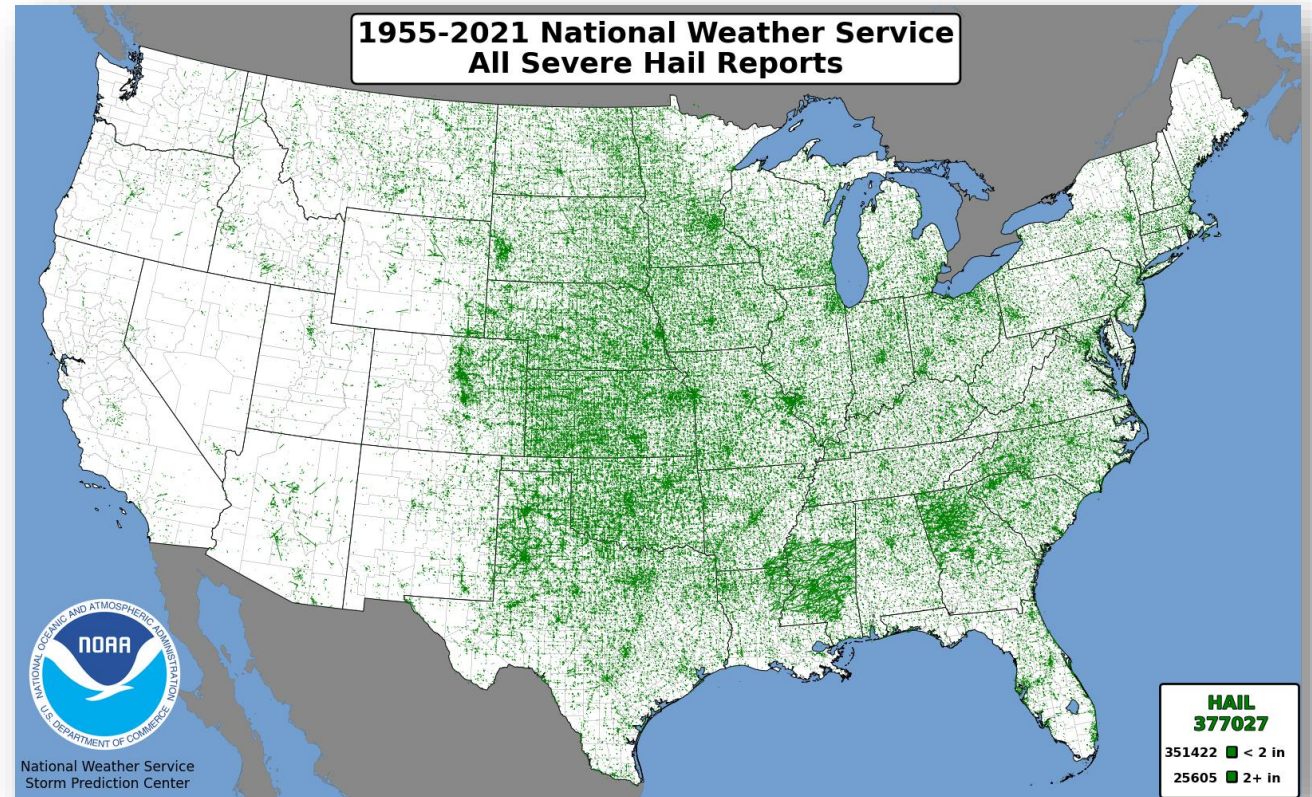 1955-2021 National Weather Service
All Severe Hail Reports
NATIONAL OCEANIC AND ATMOSPHERIC ADMINISTRATION
NOAA
U.S. DEPARTMENT OF COMMERCE
National Weather Service
Storm Prediction Center
HAIL
377027
351422 < 2 in
25605 2+ in